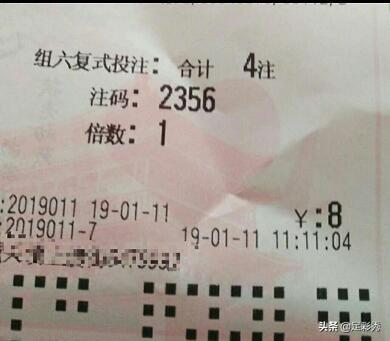 组六复式投注: 合计 4注
注码: 2356
倍数: 1
:2019011 19-01-11 ¥:8
:2019011-7 19-01-11 11:11:04
头条 @足彩秀